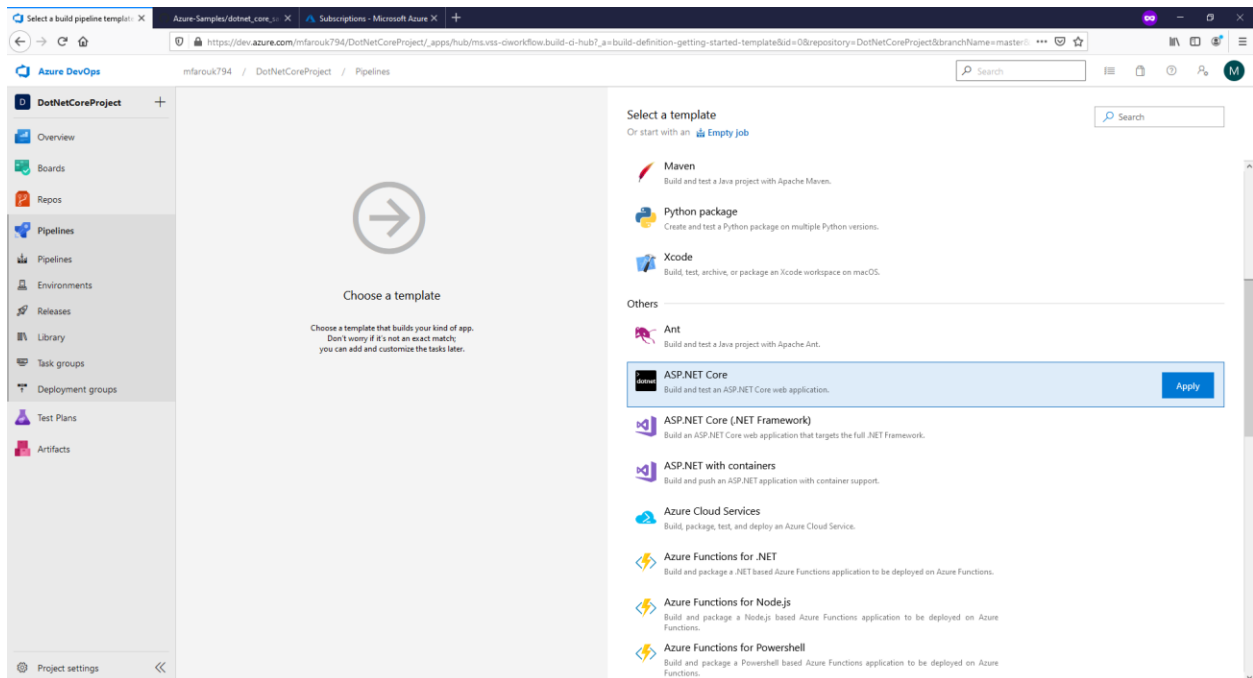 Select a build pipeline template
Azure-Samples/dotnet_core_sa
Subscriptions - Microsoft Azure
https://dev.azure.com/mfarouk794/DotNetCoreProject/_apps/hub/ms.vss-ciworkflow.build-ci-hub?_a=build-definition-getting-started-template&id=0&repository=DotNetCoreProject&branchName=master&
Azure DevOps
mfarouk794 / DotNetCoreProject / Pipelines
Search
M
D DotNetCoreProject
Overview
Boards
Repos
Pipelines
Pipelines
Environments
Releases
Library
Task groups
Deployment groups
Test Plans
Artifacts
Project settings
Choose a template
Choose a template that builds your kind of app.
Don't worry if it's not an exact match;
you can add and customize the tasks later.
Select a template
Or start with an Empty job
Search
Maven
Build and test a Java project with Apache Maven.
Python package
Create and test a Python package on multiple Python versions.
Xcode
Build, test, archive, or package an Xcode workspace on macOS.
Others
Ant
Build and test a Java project with Apache Ant.
dotnet
ASP.NET Core
Build and test an ASP.NET Core web application.
Apply
ASP.NET Core (.NET Framework)
Build an ASP.NET Core web application that targets the full .NET Framework.
ASP.NET with containers
Build and push an ASP.NET application with container support.
Azure Cloud Services
Build, package, test, and deploy an Azure Cloud Service.
Azure Functions for .NET
Build and package a .NET based Azure Functions application to be deployed on Azure Functions.
Azure Functions for Node.js
Build and package a Node.js based Azure Functions application to be deployed on Azure
Functions.
Azure Functions for Powershell
Build and package a Powershell based Azure Functions application to be deployed on Azure
Functions.